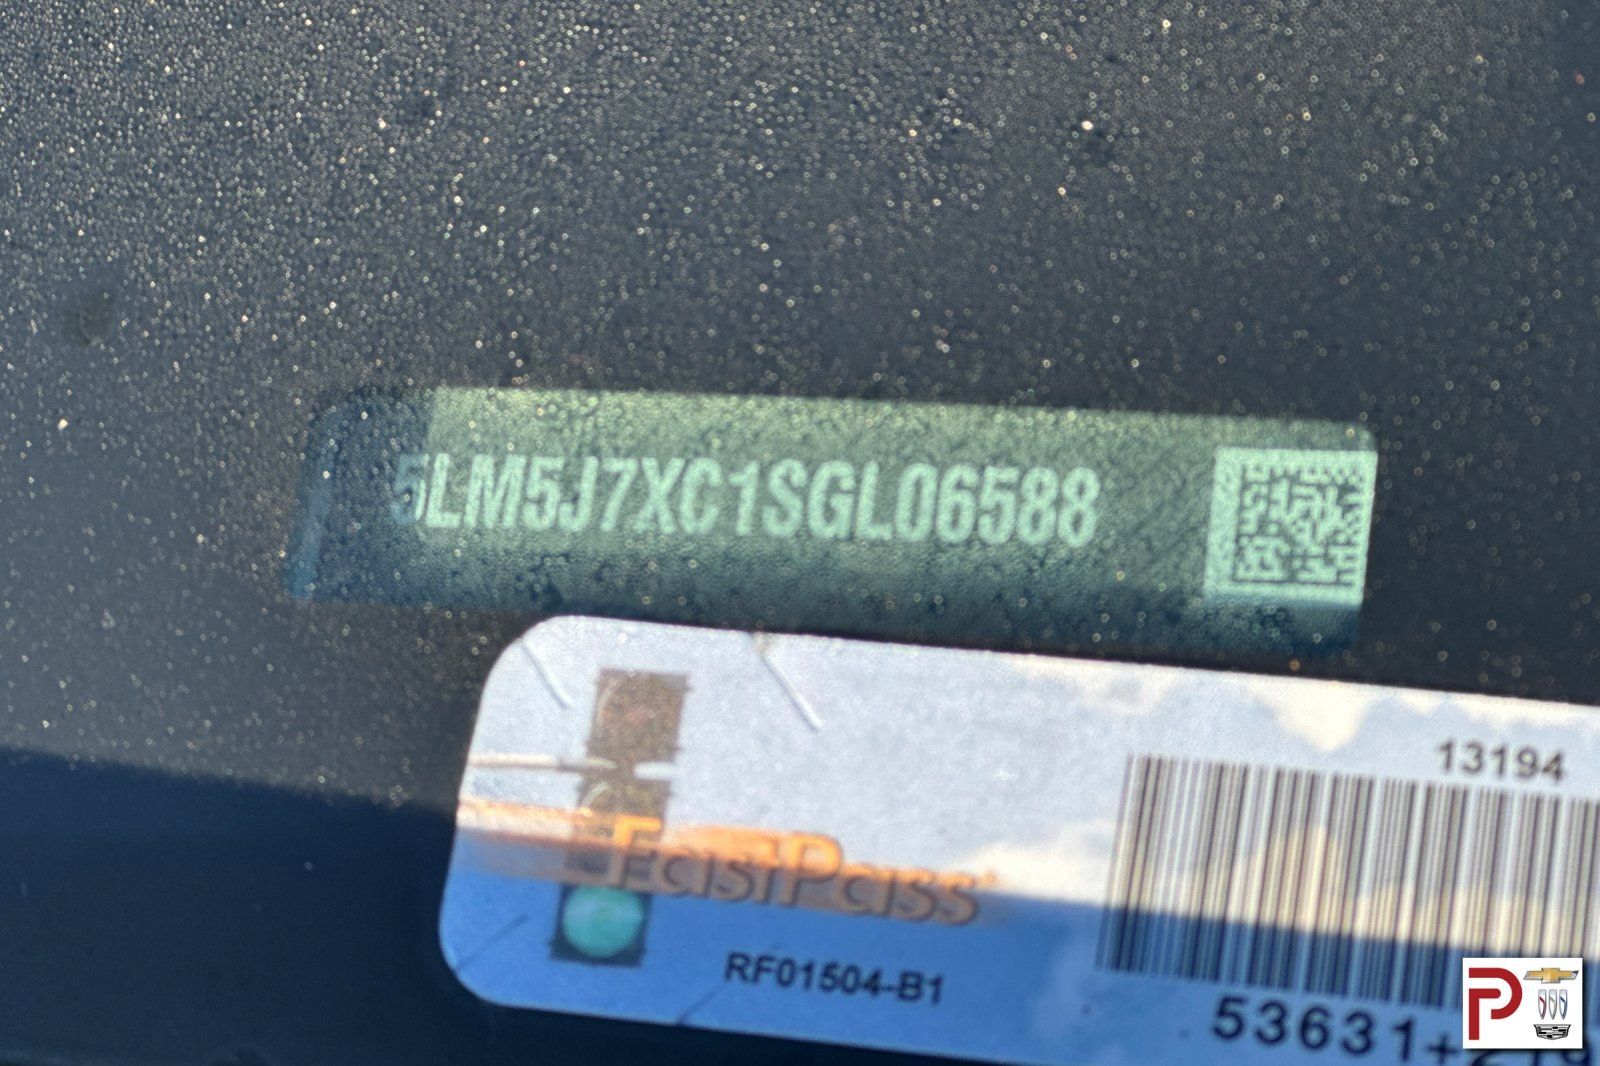 5LM5J7XC1SGL06588
13194
FastPass
RF01504-B1
P